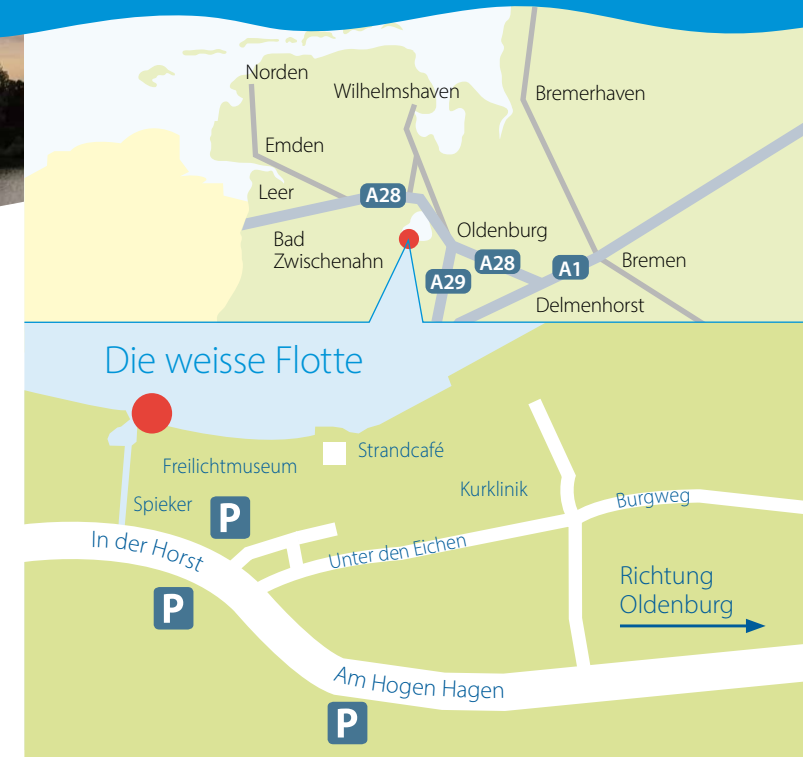 Norden
Wilhelmshaven
Bremerhaven
Emden
Leer
A28
Bad
Zwischenahn
Oldenburg
A28
A29
A1
Bremen
Delmenhorst
Die weisse Flotte
Strandcafé
Freilichtmuseum
Kurklinik
Spieker
P
Burgweg
In der Horst
Unter den Eichen
Richtung
Oldenburg
P
Am Hogen Hagen
P